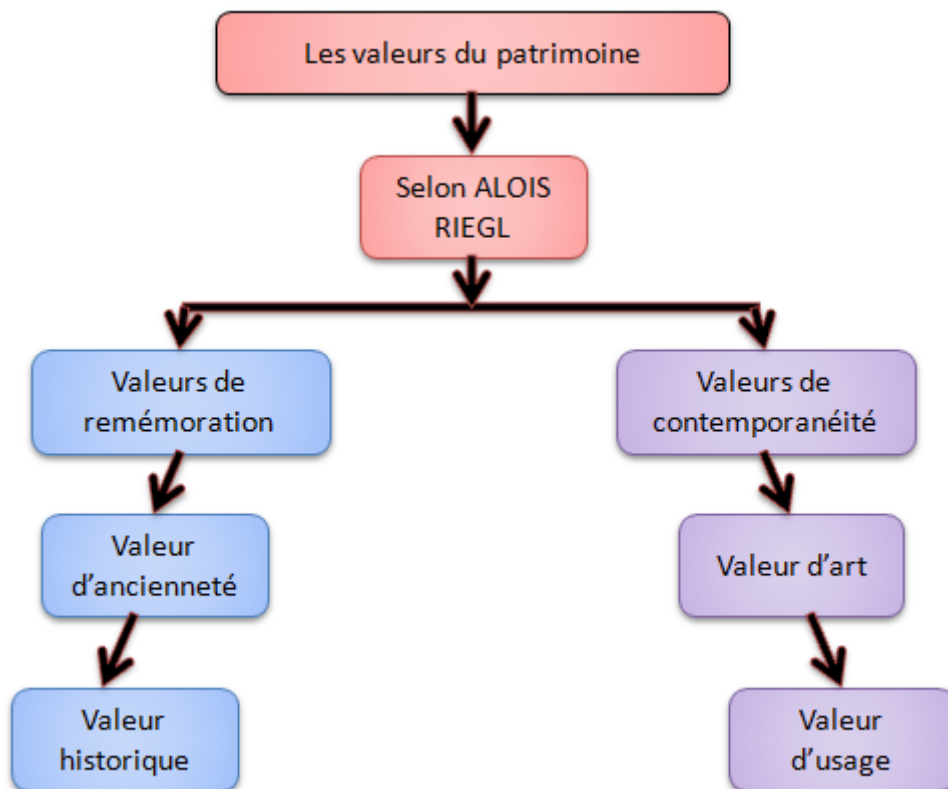 Les valeurs du patrimoine
Selon ALOIS
RIEGL
Valeurs de
remémoration
Valeurs de
contemporanéité
Valeur
d’ancienneté
Valeur d’art
Valeur
historique
Valeur
d’usage